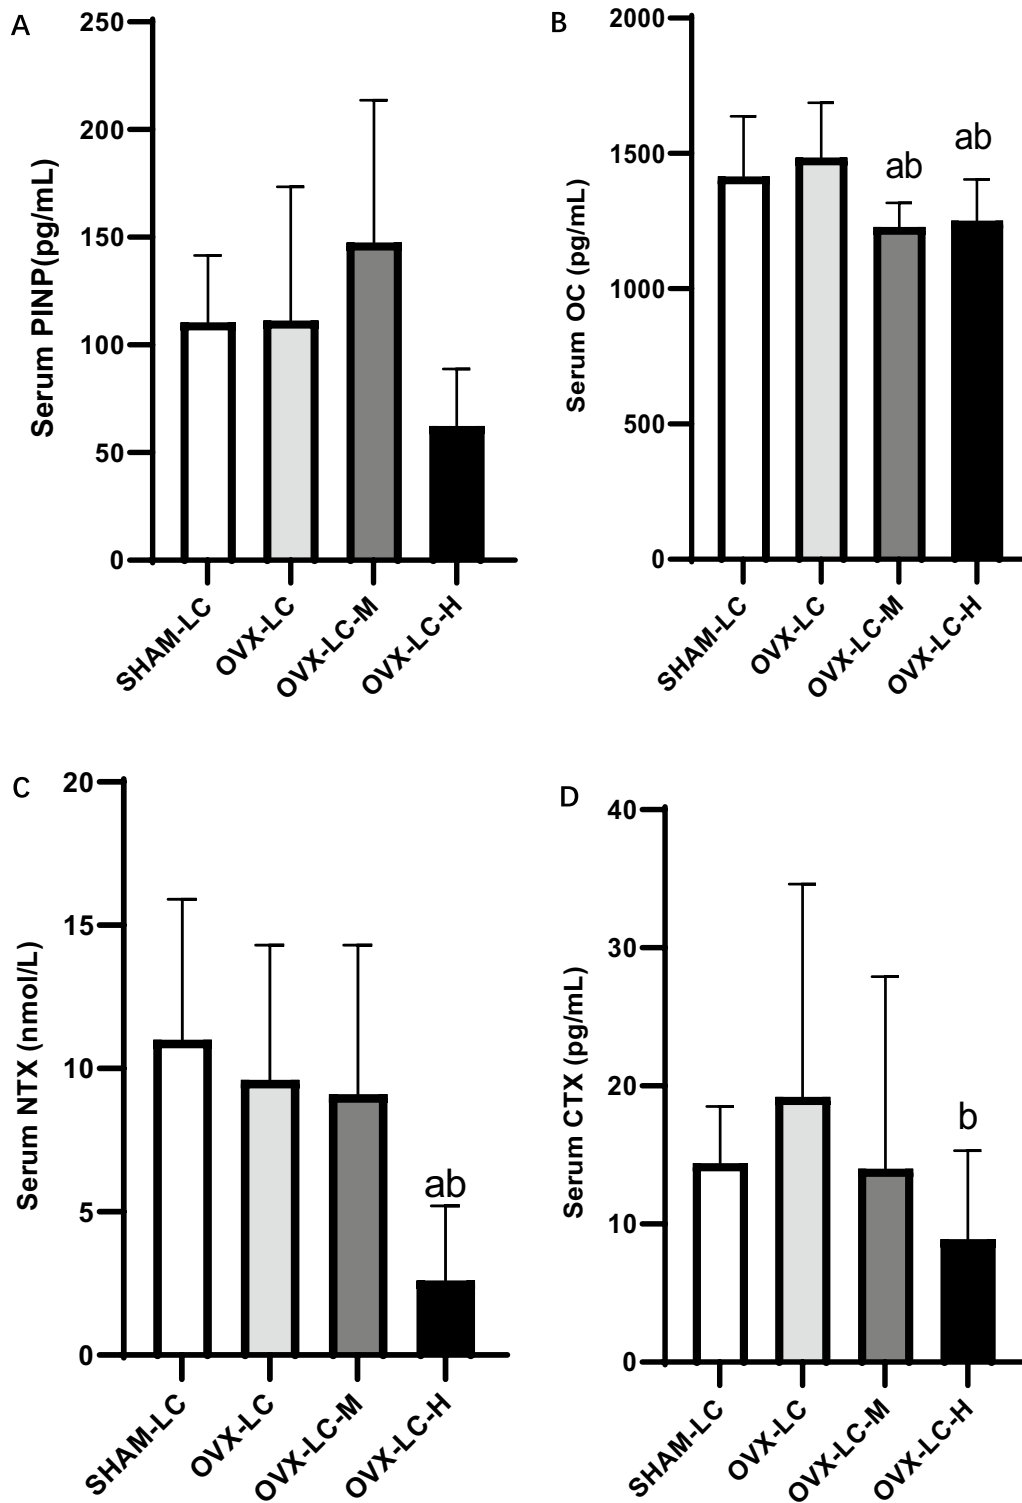 A
Serum PINP(pg/mL)
250
200
150
100
50
0
SHAM-LC
OVX-LC
OVX-LC-M
OVX-LC-H
B
Serum OC (pg/mL)
2000
1500
1000
500
0
ab
ab
SHAM-LC
OVX-LC
OVX-LC-M
OVX-LC-H
C
Serum NTX (nmol/L)
20
15
10
5
0
ab
SHAM-LC
OVX-LC
OVX-LC-M
OVX-LC-H
D
Serum CTX (pg/mL)
40
30
20
10
0
b
SHAM-LC
OVX-LC
OVX-LC-M
OVX-LC-H